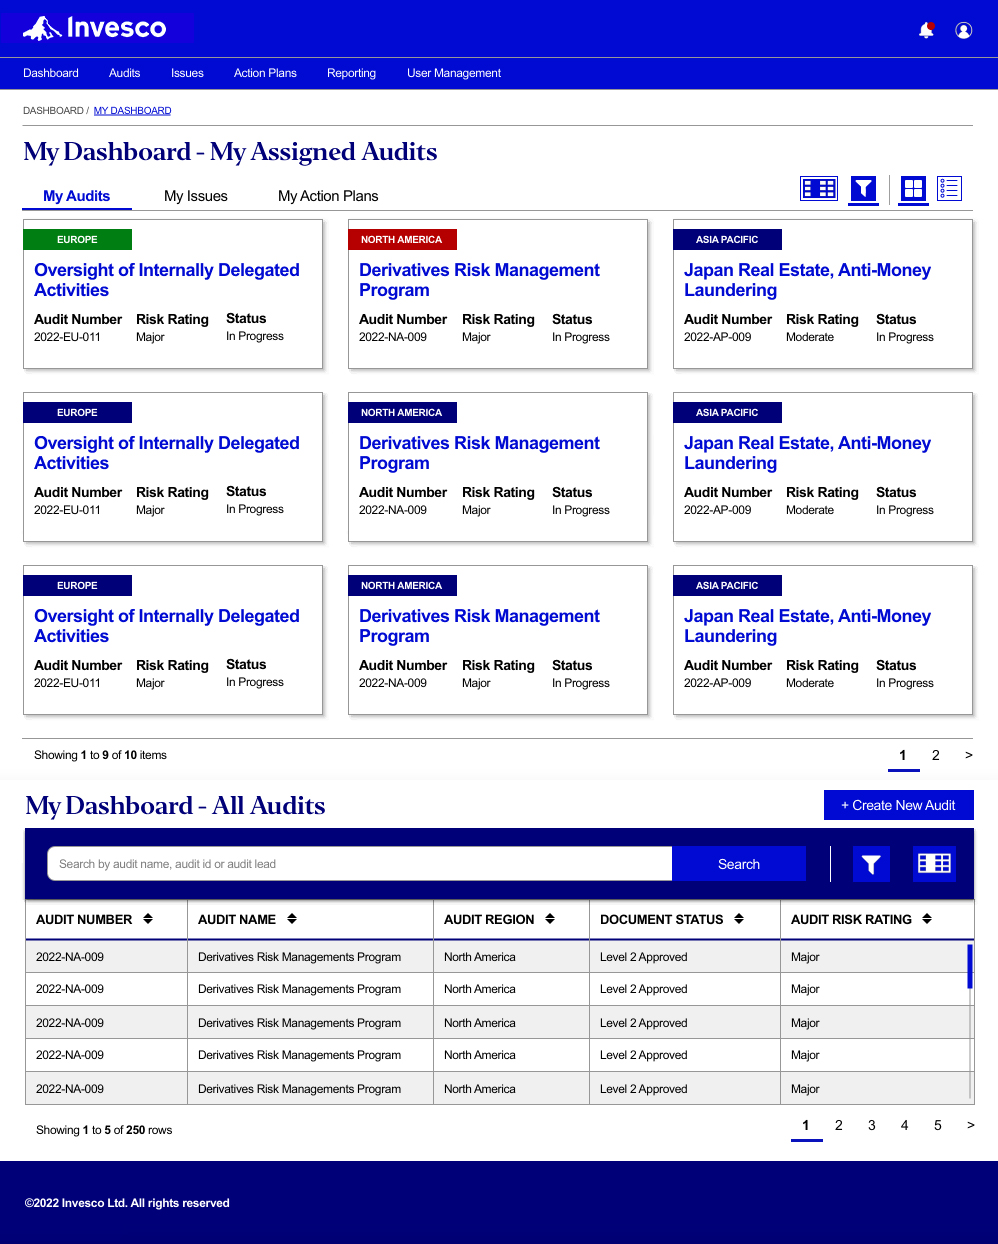 Invesco
Dashboard Audits Issues Action Plans Reporting User Management
DASHBOARD / MY DASHBOARD
My Dashboard - My Assigned Audits
My Audits My Issues My Action Plans
EUROPE NORTH AMERICA ASIA PACIFIC
Oversight of Internally Delegated Derivatives Risk Management Japan Real Estate, Anti-Money
Activities Program Laundering
Audit Number Risk Rating Status Audit Number Risk Rating Status Audit Number Risk Rating Status
2022-EU-011 Major In Progress 2022-NA-009 Major In Progress 2022-AP-009 Moderate In Progress
EUROPE NORTH AMERICA ASIA PACIFIC
Oversight of Internally Delegated Derivatives Risk Management Japan Real Estate, Anti-Money
Activities Program Laundering
Audit Number Risk Rating Status Audit Number Risk Rating Status Audit Number Risk Rating Status
2022-EU-011 Major In Progress 2022-NA-009 Major In Progress 2022-AP-009 Moderate In Progress
EUROPE NORTH AMERICA ASIA PACIFIC
Oversight of Internally Delegated Derivatives Risk Management Japan Real Estate, Anti-Money
Activities Program Laundering
Audit Number Risk Rating Status Audit Number Risk Rating Status Audit Number Risk Rating Status
2022-EU-011 Major In Progress 2022-NA-009 Major In Progress 2022-AP-009 Moderate In Progress
Showing 1 to 9 of 10 items 1 2 >
My Dashboard - All Audits + Create New Audit
Search by audit name, audit id or audit lead Search
AUDIT NUMBER AUDIT NAME AUDIT REGION DOCUMENT STATUS AUDIT RISK RATING
2022-NA-009 Derivatives Risk Managements Program North America Level 2 Approved Major
2022-NA-009 Derivatives Risk Managements Program North America Level 2 Approved Major
2022-NA-009 Derivatives Risk Managements Program North America Level 2 Approved Major
2022-NA-009 Derivatives Risk Managements Program North America Level 2 Approved Major
2022-NA-009 Derivatives Risk Managements Program North America Level 2 Approved Major
Showing 1 to 5 of 250 rows 1 2 3 4 5 >
©2022 Invesco Ltd. All rights reserved